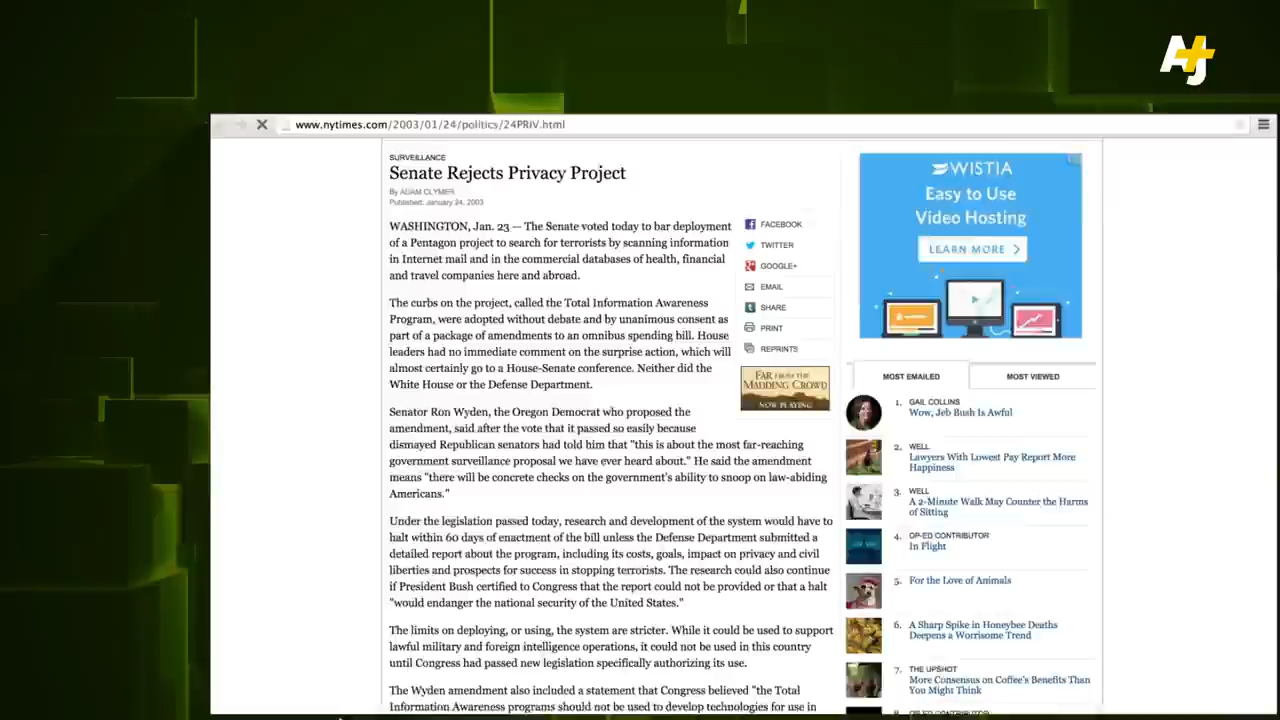 AJ+
www.nytimes.com/2003/01/24/politics/24PRIV.html
SURVEILLANCE
Senate Rejects Privacy Project
By ADAM CLYMER
Published: January 24, 2003
WASHINGTON, Jan. 23 — The Senate voted today to bar deployment
of a Pentagon project to search for terrorists by scanning information
in Internet mail and in the commercial databases of health, financial
and travel companies here and abroad.
The curbs on the project, called the Total Information Awareness
Program, were adopted without debate and by unanimous consent as
part of a package of amendments to an omnibus spending bill. House
leaders had no immediate comment on the surprise action, which will
almost certainly go to a House-Senate conference. Neither did the
White House or the Defense Department.
Senator Ron Wyden, the Oregon Democrat who proposed the
amendment, said after the vote that it passed so easily because
dismayed Republican senators had told him that "this is about the most far-reaching
government surveillance proposal we have ever heard about." He said the amendment
means "there will be concrete checks on the government's ability to snoop on law-abiding
Americans."
Under the legislation passed today, research and development of the system would have to
halt within 60 days of enactment of the bill unless the Defense Department submitted a
detailed report about the program, including its costs, goals, impact on privacy and civil
liberties and prospects for success in stopping terrorists. The research could also continue
if President Bush certified to Congress that the report could not be provided or that a halt
"would endanger the national security of the United States."
The limits on deploying, or using, the system are stricter. While it could be used to support
lawful military and foreign intelligence operations, it could not be used in this country
until Congress had passed new legislation specifically authorizing its use.
The Wyden amendment also included a statement that Congress believed "the Total
Information Awareness programs should not be used to develop technologies for use in
FACEBOOK
TWITTER
GOOGLE+
EMAIL
SHARE
PRINT
REPRINTS
FAR FROM THE
MADDING CROWD
NOW PLAYING
WISTIA
Easy to Use
Video Hosting
LEARN MORE
MOST EMAILED
MOST VIEWED
1. GAIL COLLINS
Wow, Jeb Bush Is Awful
2. WELL
Lawyers With Lowest Pay Report More
Happiness
3. WELL
A 2-Minute Walk May Counter the Harms
of Sitting
4. OP-ED CONTRIBUTOR
In Flight
5. For the Love of Animals
6. A Sharp Spike in Honeybee Deaths
Deepens a Worrisome Trend
7. THE UPSHOT
More Consensus on Coffee's Benefits Than
You Might Think
8. OP-ED CONTRIBUTOR